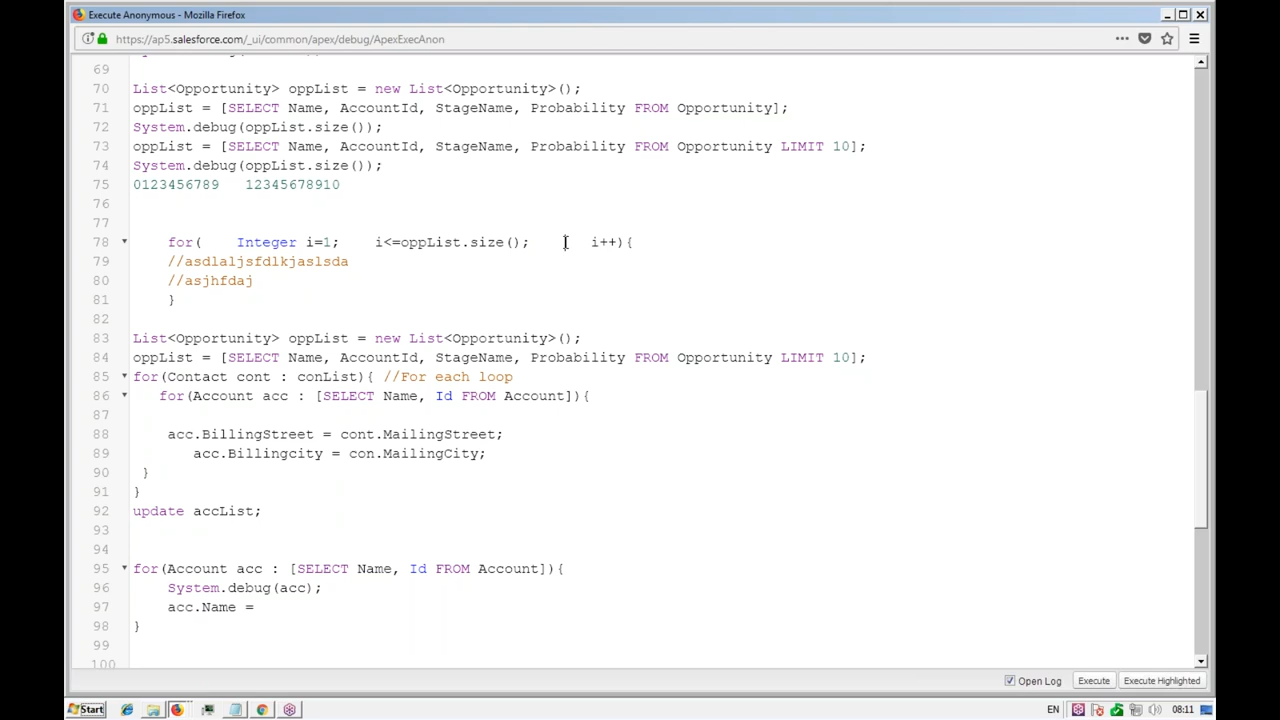 Execute Anonymous - Mozilla Firefox
https://ap5.salesforce.com/_ui/common/apex/debug/ApexExecAnon
69
70 List<Opportunity> oppList = new List<Opportunity>();
71 oppList = [SELECT Name, AccountId, StageName, Probability FROM Opportunity];
72 System.debug(oppList.size());
73 oppList = [SELECT Name, AccountId, StageName, Probability FROM Opportunity LIMIT 10];
74 System.debug(oppList.size());
75 0123456789 12345678910
76
77
78 for( Integer i=1; i<=oppList.size(); i++){
79 //asdlaljsfdlkjaslsda
80 //asjhfdaj
81 }
82
83 List<Opportunity> oppList = new List<Opportunity>();
84 oppList = [SELECT Name, AccountId, StageName, Probability FROM Opportunity LIMIT 10];
85 for(Contact cont : conList){ //For each loop
86 for(Account acc : [SELECT Name, Id FROM Account]){
87
88 acc.BillingStreet = cont.MailingStreet;
89 acc.Billingcity = con.MailingCity;
90 }
91 }
92 update accList;
93
94
95 for(Account acc : [SELECT Name, Id FROM Account]){
96 System.debug(acc);
97 acc.Name =
98 }
99
100
Open Log Execute Execute Highlighted
Start EN 08:11